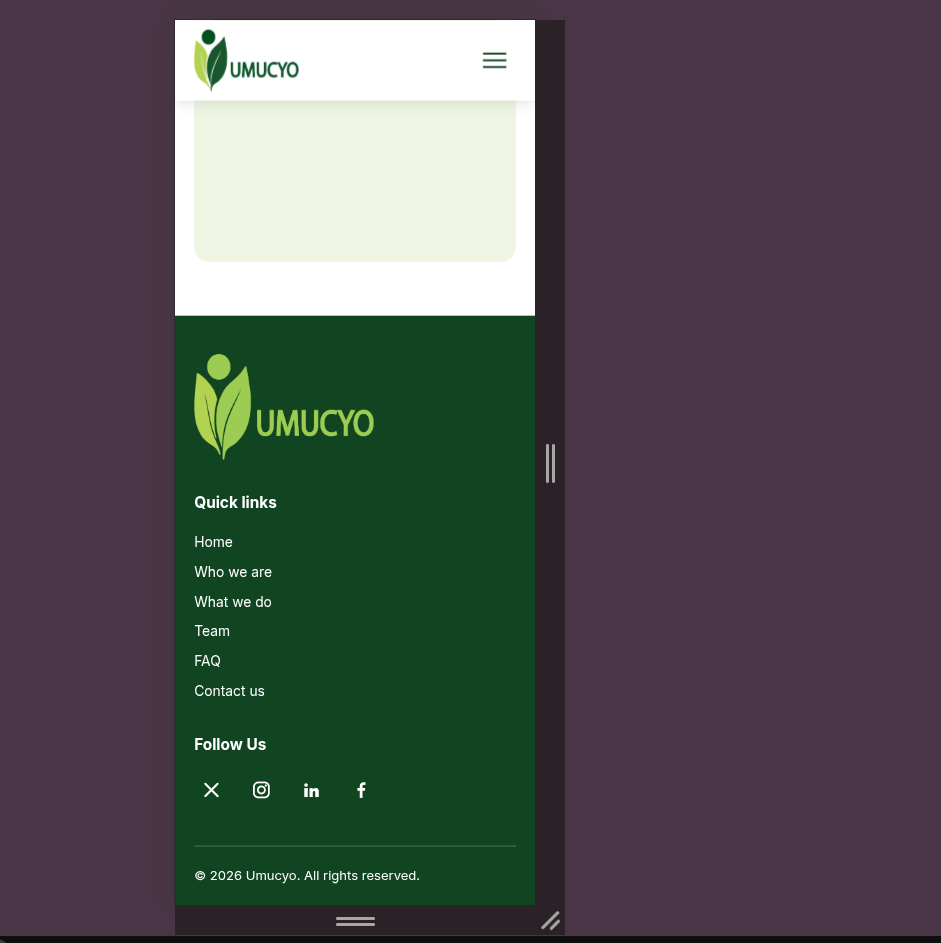 UMUCYO
UMUCYO
Quick links
Home
Who we are
What we do
Team
FAQ
Contact us
Follow Us
© 2026 Umucyo. All rights reserved.